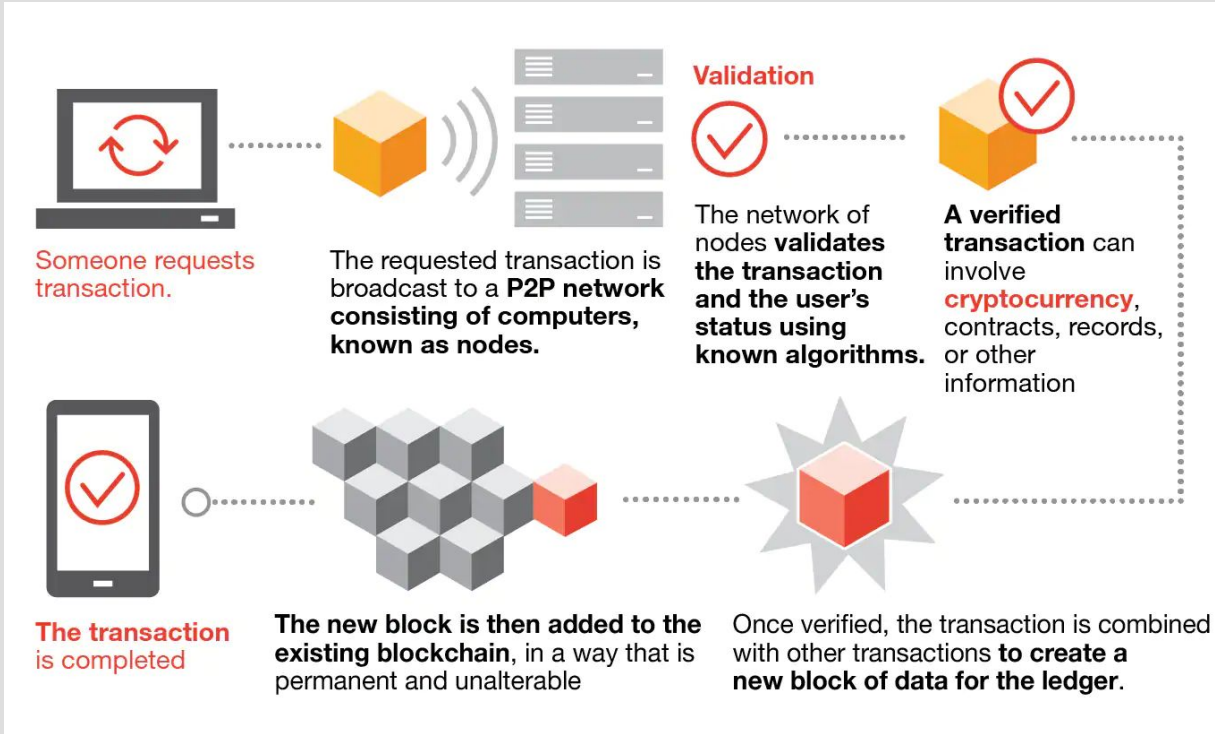 Someone requests
transaction.
The requested transaction is
broadcast to a P2P network
consisting of computers,
known as nodes.
Validation
The network of
nodes validates
the transaction
and the user's
status using
known algorithms.
A verified
transaction can
involve
cryptocurrency,
contracts, records,
or other
information
Once verified, the transaction is combined
with other transactions to create a
new block of data for the ledger.
The new block is then added to the
existing blockchain, in a way that is
permanent and unalterable
The transaction
is completed